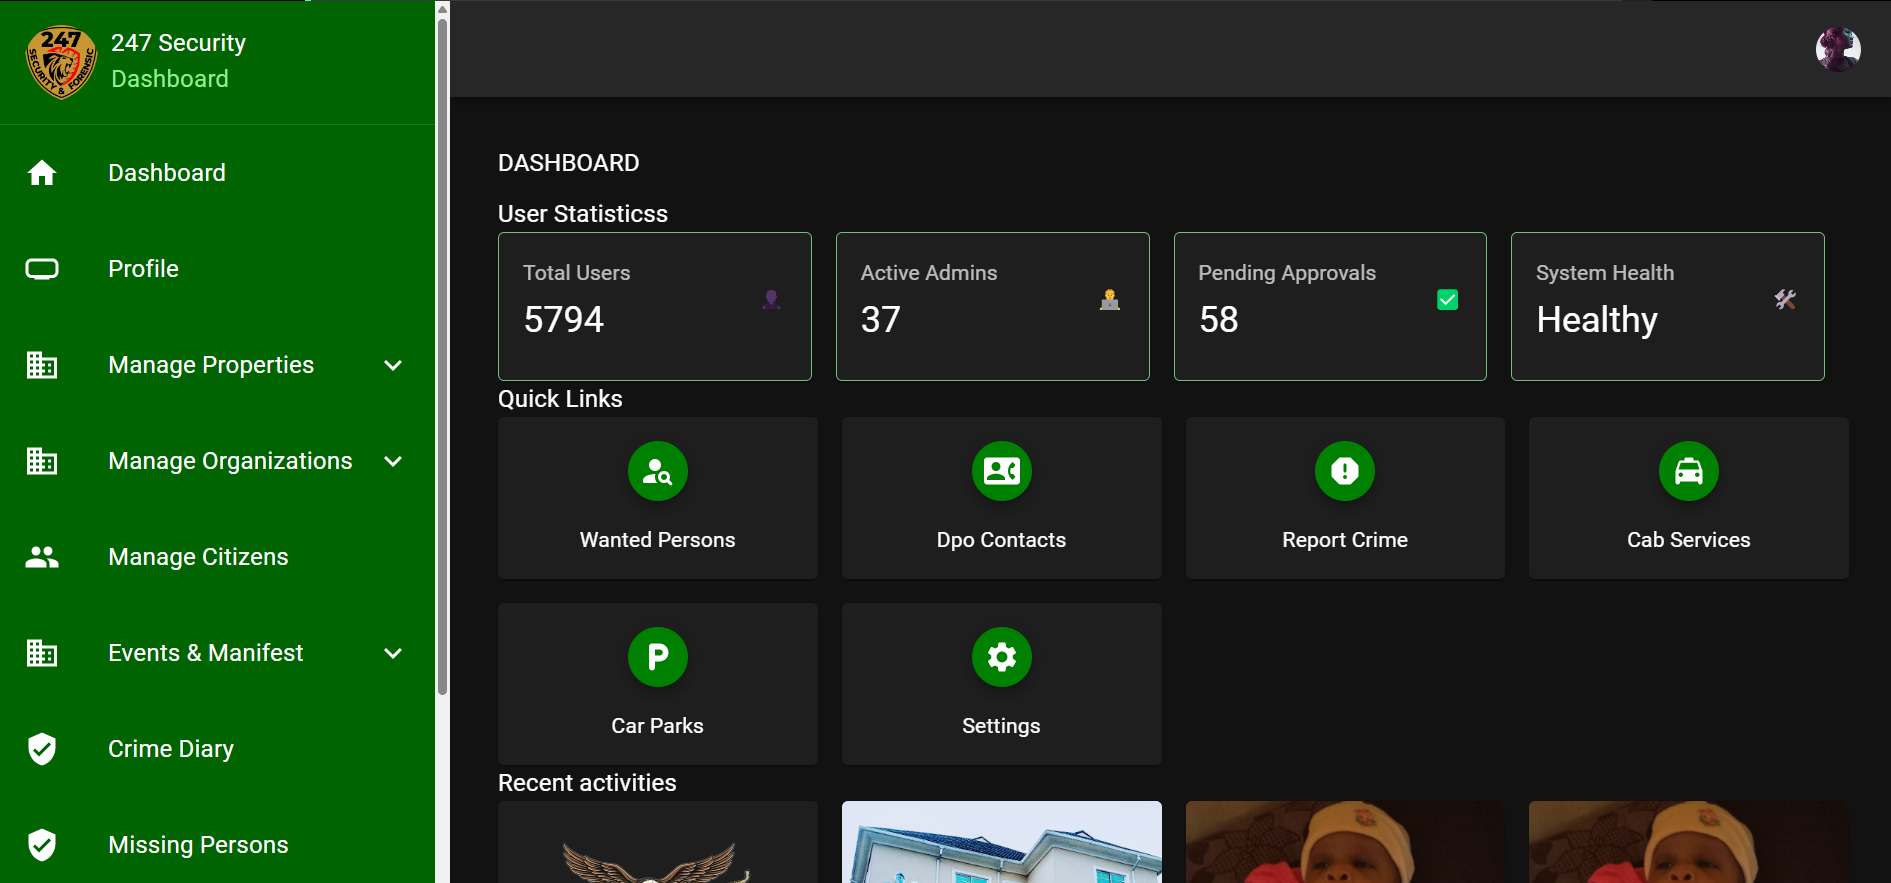 247
SECURITY & FORENSIC
247 Security
Dashboard
Dashboard
Profile
Manage Properties
Manage Organizations
Manage Citizens
Events & Manifest
Crime Diary
Missing Persons
DASHBOARD
User Statisticss
Total Users
5794
Active Admins
37
Pending Approvals
58
System Health
Healthy
Quick Links
Wanted Persons
Dpo Contacts
Report Crime
Cab Services
P
Car Parks
Settings
Recent activities